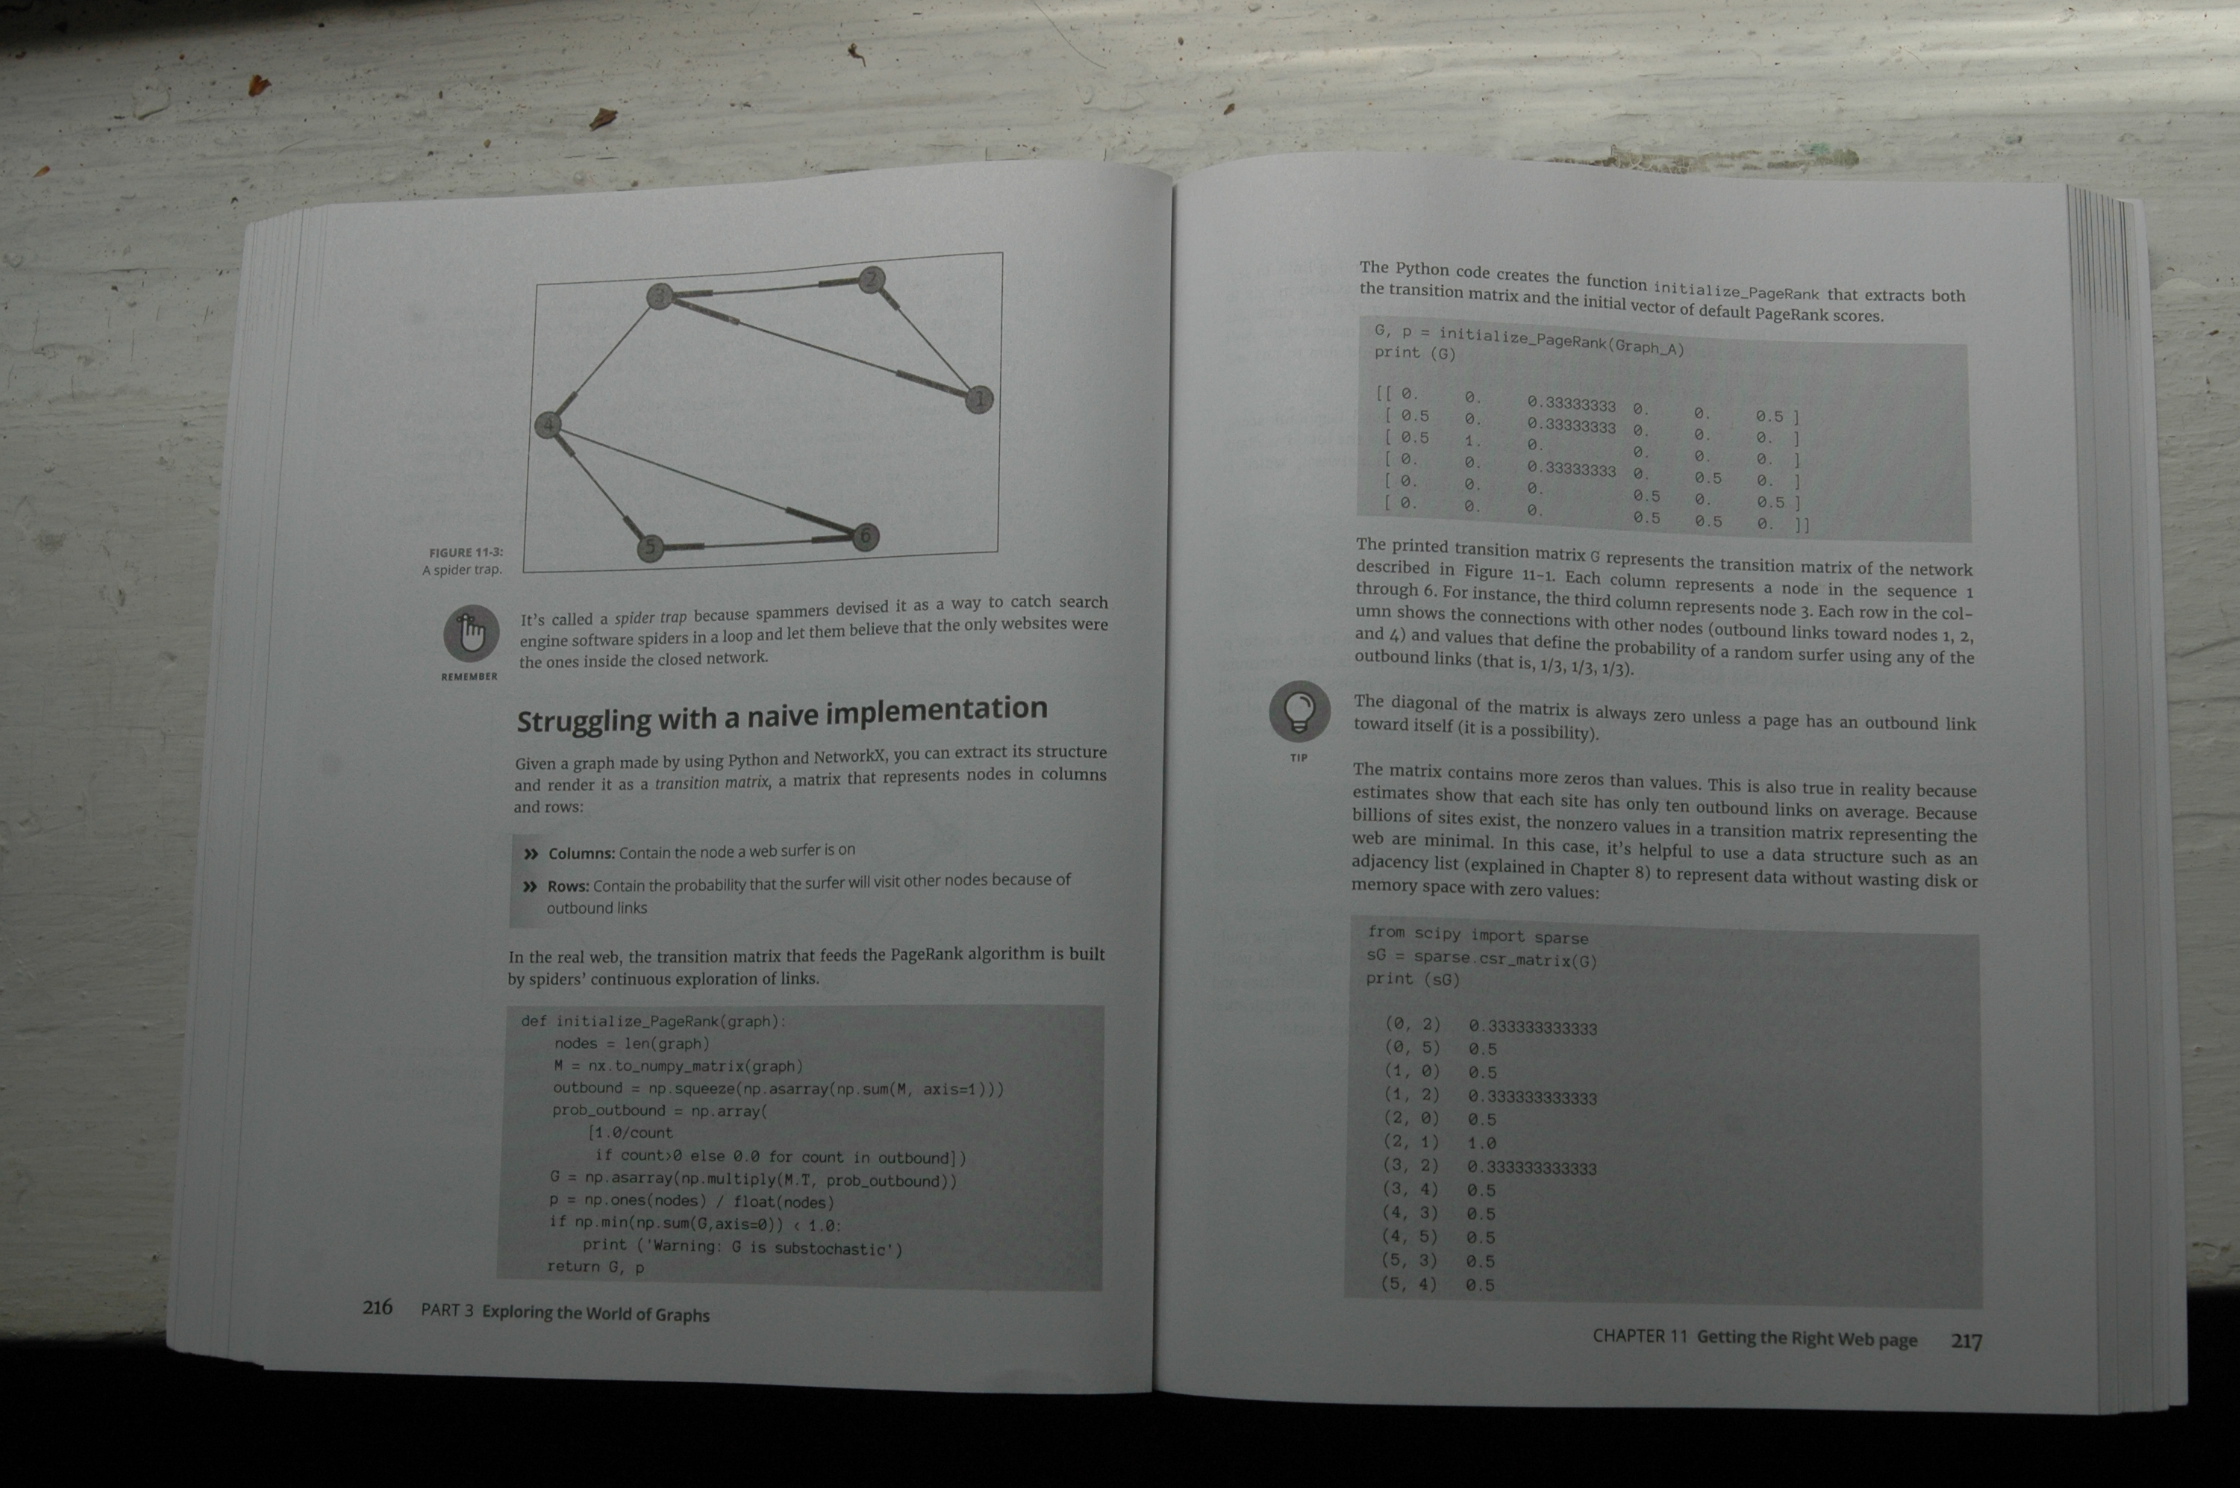 3
2
1
4
5
6
FIGURE 11-3:
A spider trap.
REMEMBER
It's called a spider trap because spammers devised it as a way to catch search
engine software spiders in a loop and let them believe that the only websites were
the ones inside the closed network.
Struggling with a naive implementation
Given a graph made by using Python and NetworkX, you can extract its structure
and render it as a transition matrix, a matrix that represents nodes in columns
and rows:
» Columns: Contain the node a web surfer is on
» Rows: Contain the probability that the surfer will visit other nodes because of
outbound links
In the real web, the transition matrix that feeds the PageRank algorithm is built
by spiders' continuous exploration of links.
def initialize_PageRank(graph):
nodes = len(graph)
M = nx.to_numpy_matrix(graph)
outbound = np.squeeze(np.asarray(np.sum(M, axis=1)))
prob_outbound = np.array(
[1.0/count
if count>0 else 0.0 for count in outbound])
G = np.asarray(np.multiply(M.T, prob_outbound))
p = np.ones(nodes) / float(nodes)
if np.min(np.sum(G,axis=0)) < 1.0:
print ('Warning: G is substochastic')
return G, p
216 PART 3 Exploring the World of Graphs
The Python code creates the function initialize_PageRank that extracts both
the transition matrix and the initial vector of default PageRank scores.
G, p = initialize_PageRank(Graph_A)
print (G)
[[ 0. 0. 0.33333333 0. 0. 0.5 ]
[ 0.5 0. 0.33333333 0. 0. 0. ]
[ 0.5 1. 0. 0. 0. 0. ]
[ 0. 0. 0.33333333 0. 0.5 0. ]
[ 0. 0. 0. 0.5 0. 0.5 ]
[ 0. 0. 0. 0.5 0.5 0. ]]
The printed transition matrix G represents the transition matrix of the network
described in Figure 11-1. Each column represents a node in the sequence 1
through 6. For instance, the third column represents node 3. Each row in the col-
umn shows the connections with other nodes (outbound links toward nodes 1, 2,
and 4) and values that define the probability of a random surfer using any of the
outbound links (that is, 1/3, 1/3, 1/3).
TIP
The diagonal of the matrix is always zero unless a page has an outbound link
toward itself (it is a possibility).
The matrix contains more zeros than values. This is also true in reality because
estimates show that each site has only ten outbound links on average. Because
billions of sites exist, the nonzero values in a transition matrix representing the
web are minimal. In this case, it's helpful to use a data structure such as an
adjacency list (explained in Chapter 8) to represent data without wasting disk or
memory space with zero values:
from scipy import sparse
sG = sparse.csr_matrix(G)
print (sG)
(0, 2) 0.333333333333
(0, 5) 0.5
(1, 0) 0.5
(1, 2) 0.333333333333
(2, 0) 0.5
(2, 1) 1.0
(3, 2) 0.333333333333
(3, 4) 0.5
(4, 3) 0.5
(4, 5) 0.5
(5, 3) 0.5
(5, 4) 0.5
CHAPTER 11 Getting the Right Web page 217